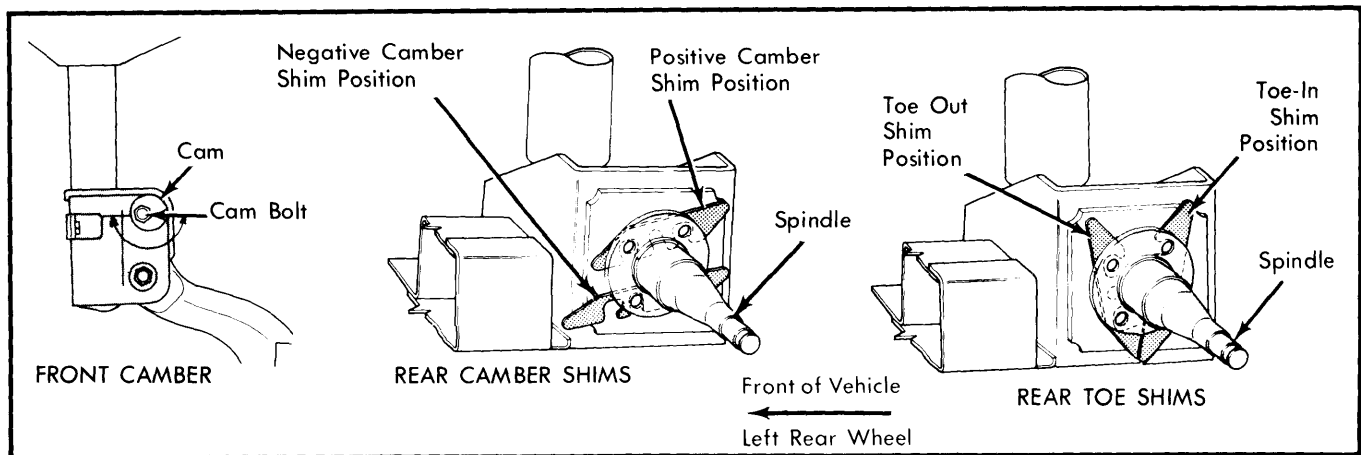 Negative Camber
Shim Position
Positive Camber
Shim Position
Cam
Cam Bolt
Spindle
FRONT CAMBER
REAR CAMBER SHIMS
Toe Out
Shim
Position
Toe-In
Shim
Position
Spindle
REAR TOE SHIMS
Front of Vehicle
Left Rear Wheel